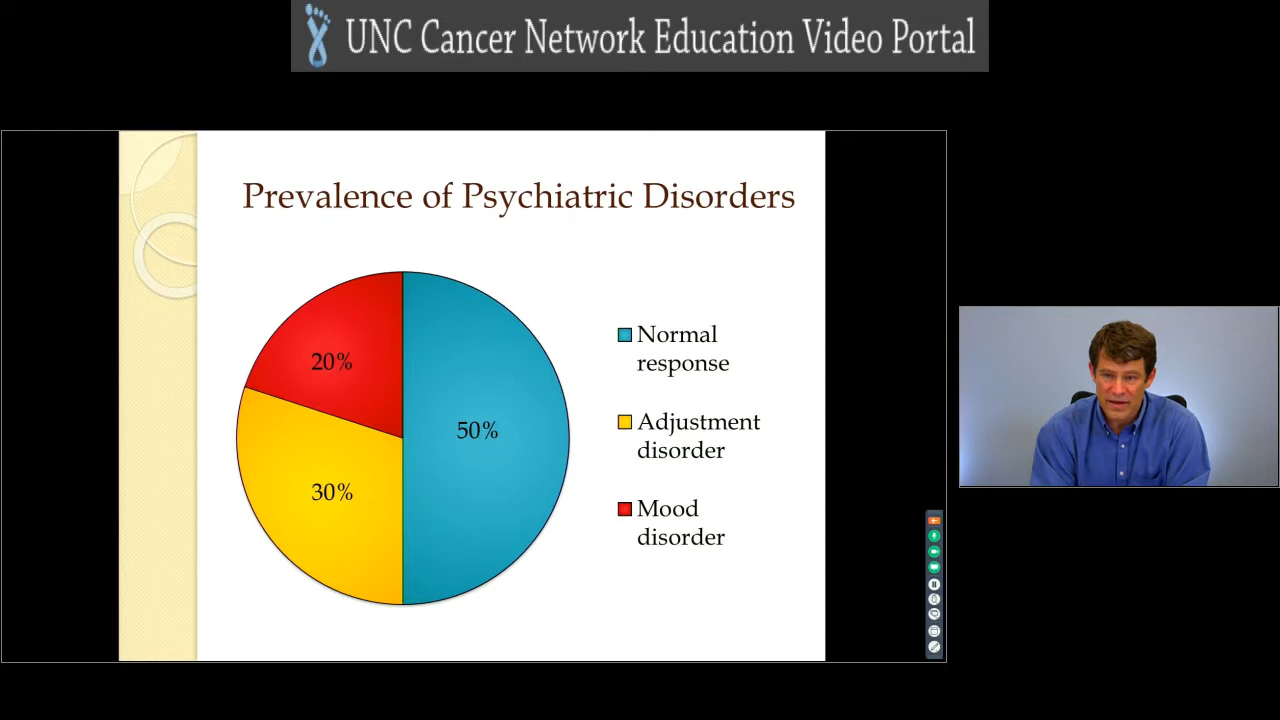 UNC Cancer Network Education Video Portal
Prevalence of Psychiatric Disorders
20%
50%
30%
Normal
response
Adjustment
disorder
Mood
disorder